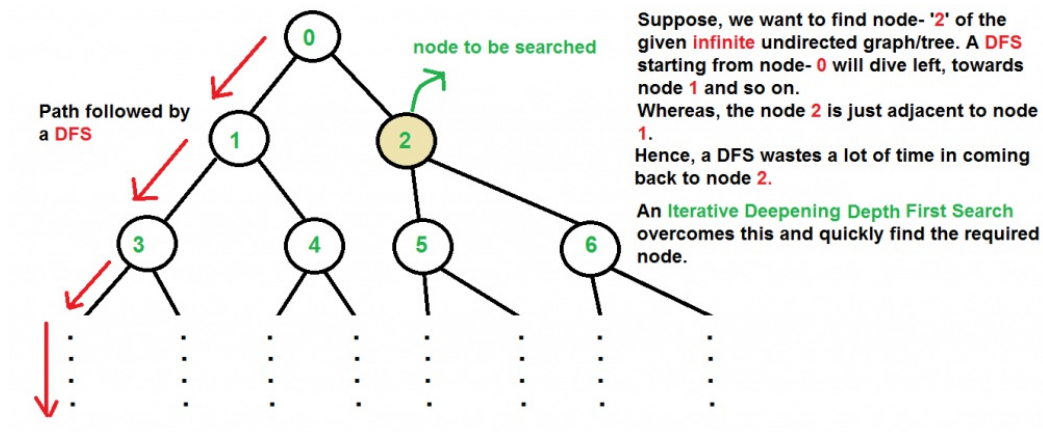 0
node to be searched
Path followed by
a DFS
1
2
3
4
5
6
Suppose, we want to find node- '2' of the
given infinite undirected graph/tree. A DFS
starting from node- 0 will dive left, towards
node 1 and so on.
Whereas, the node 2 is just adjacent to node
1.
Hence, a DFS wastes a lot of time in coming
back to node 2.
An Iterative Deepening Depth First Search
overcomes this and quickly find the required
node.